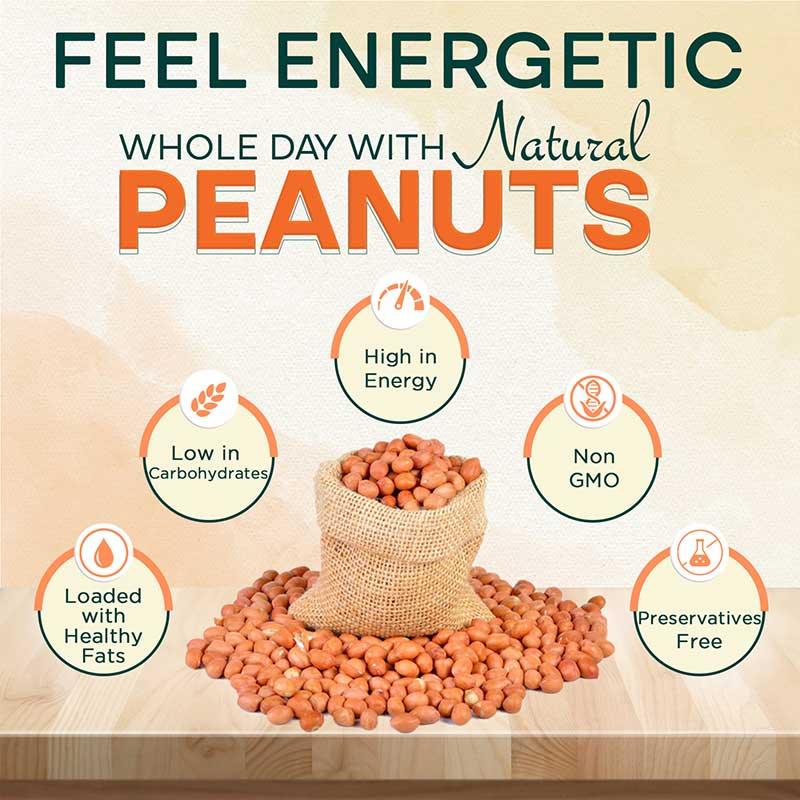 FEEL ENERGETIC
WHOLE DAY WITH Natural
PEANUTS
High in
Energy
Low in
Carbohydrates
Non
GMO
Loaded
with
Healthy
Fats
Preservatives
Free